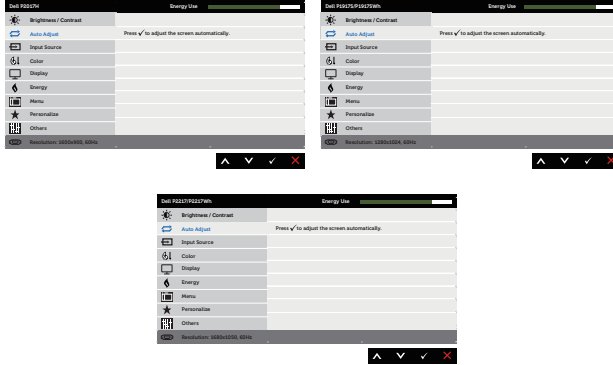 Dell P2017H Energy Use
Brightness / Contrast
Auto Adjust Press ✓ to adjust the screen automatically.
Input Source
Color
Display
Energy
Menu
Personalize
Others
Resolution: 1600x900, 60Hz
Dell P1917S/P1917SWh Energy Use
Brightness / Contrast
Auto Adjust Press ✓ to adjust the screen automatically.
Input Source
Color
Display
Energy
Menu
Personalize
Others
Resolution: 1280x1024, 60Hz
Dell P2217/P2217Wh Energy Use
Brightness / Contrast
Auto Adjust Press ✓ to adjust the screen automatically.
Input Source
Color
Display
Energy
Menu
Personalize
Others
Resolution: 1680x1050, 60Hz